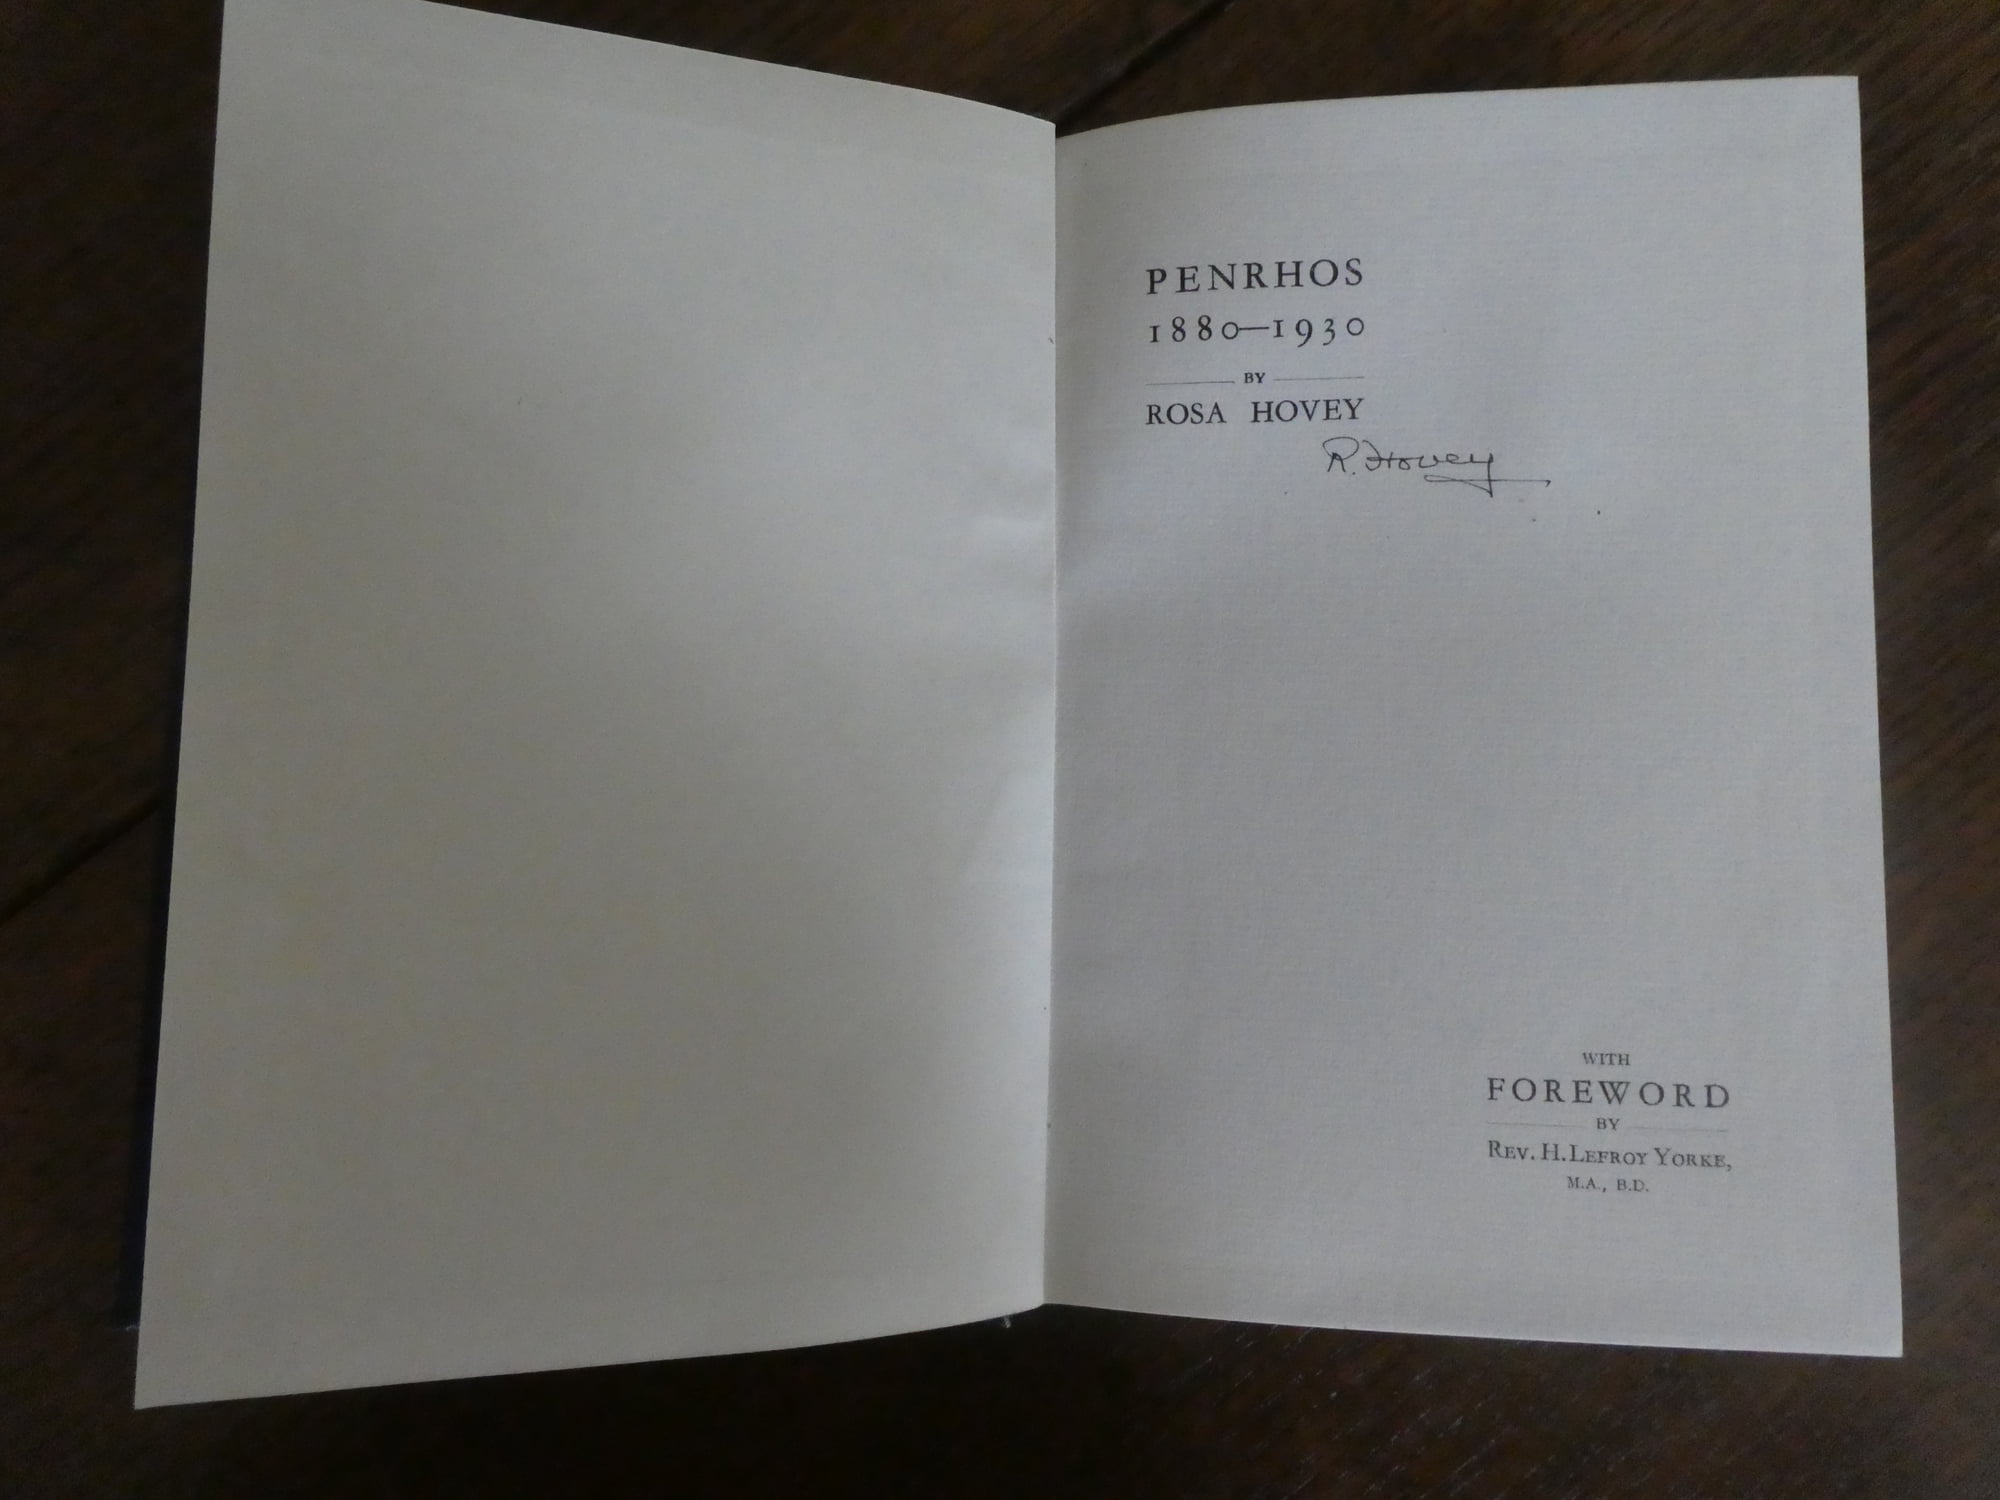 PENRHOS
1880—1930
BY
ROSA HOVEY
R. Hovey
WITH
FOREWORD
BY
REV. H. LEFROY YORKE,
M.A., B.D.